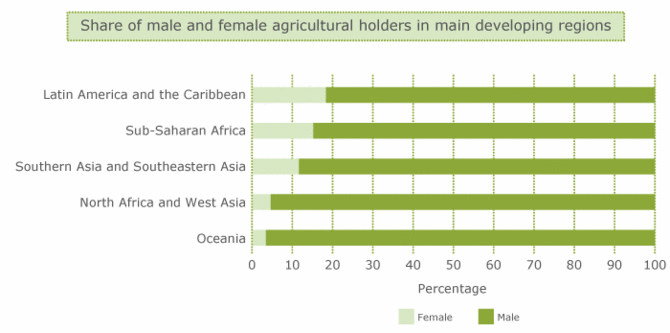 Share of male and female agricultural holders in main developing regions
Latin America and the Caribbean
Sub-Saharan Africa
Southern Asia and Southeastern Asia
North Africa and West Asia
Oceania
0 10 20 30 40 50 60 70 80 90 100
Percentage
Female Male